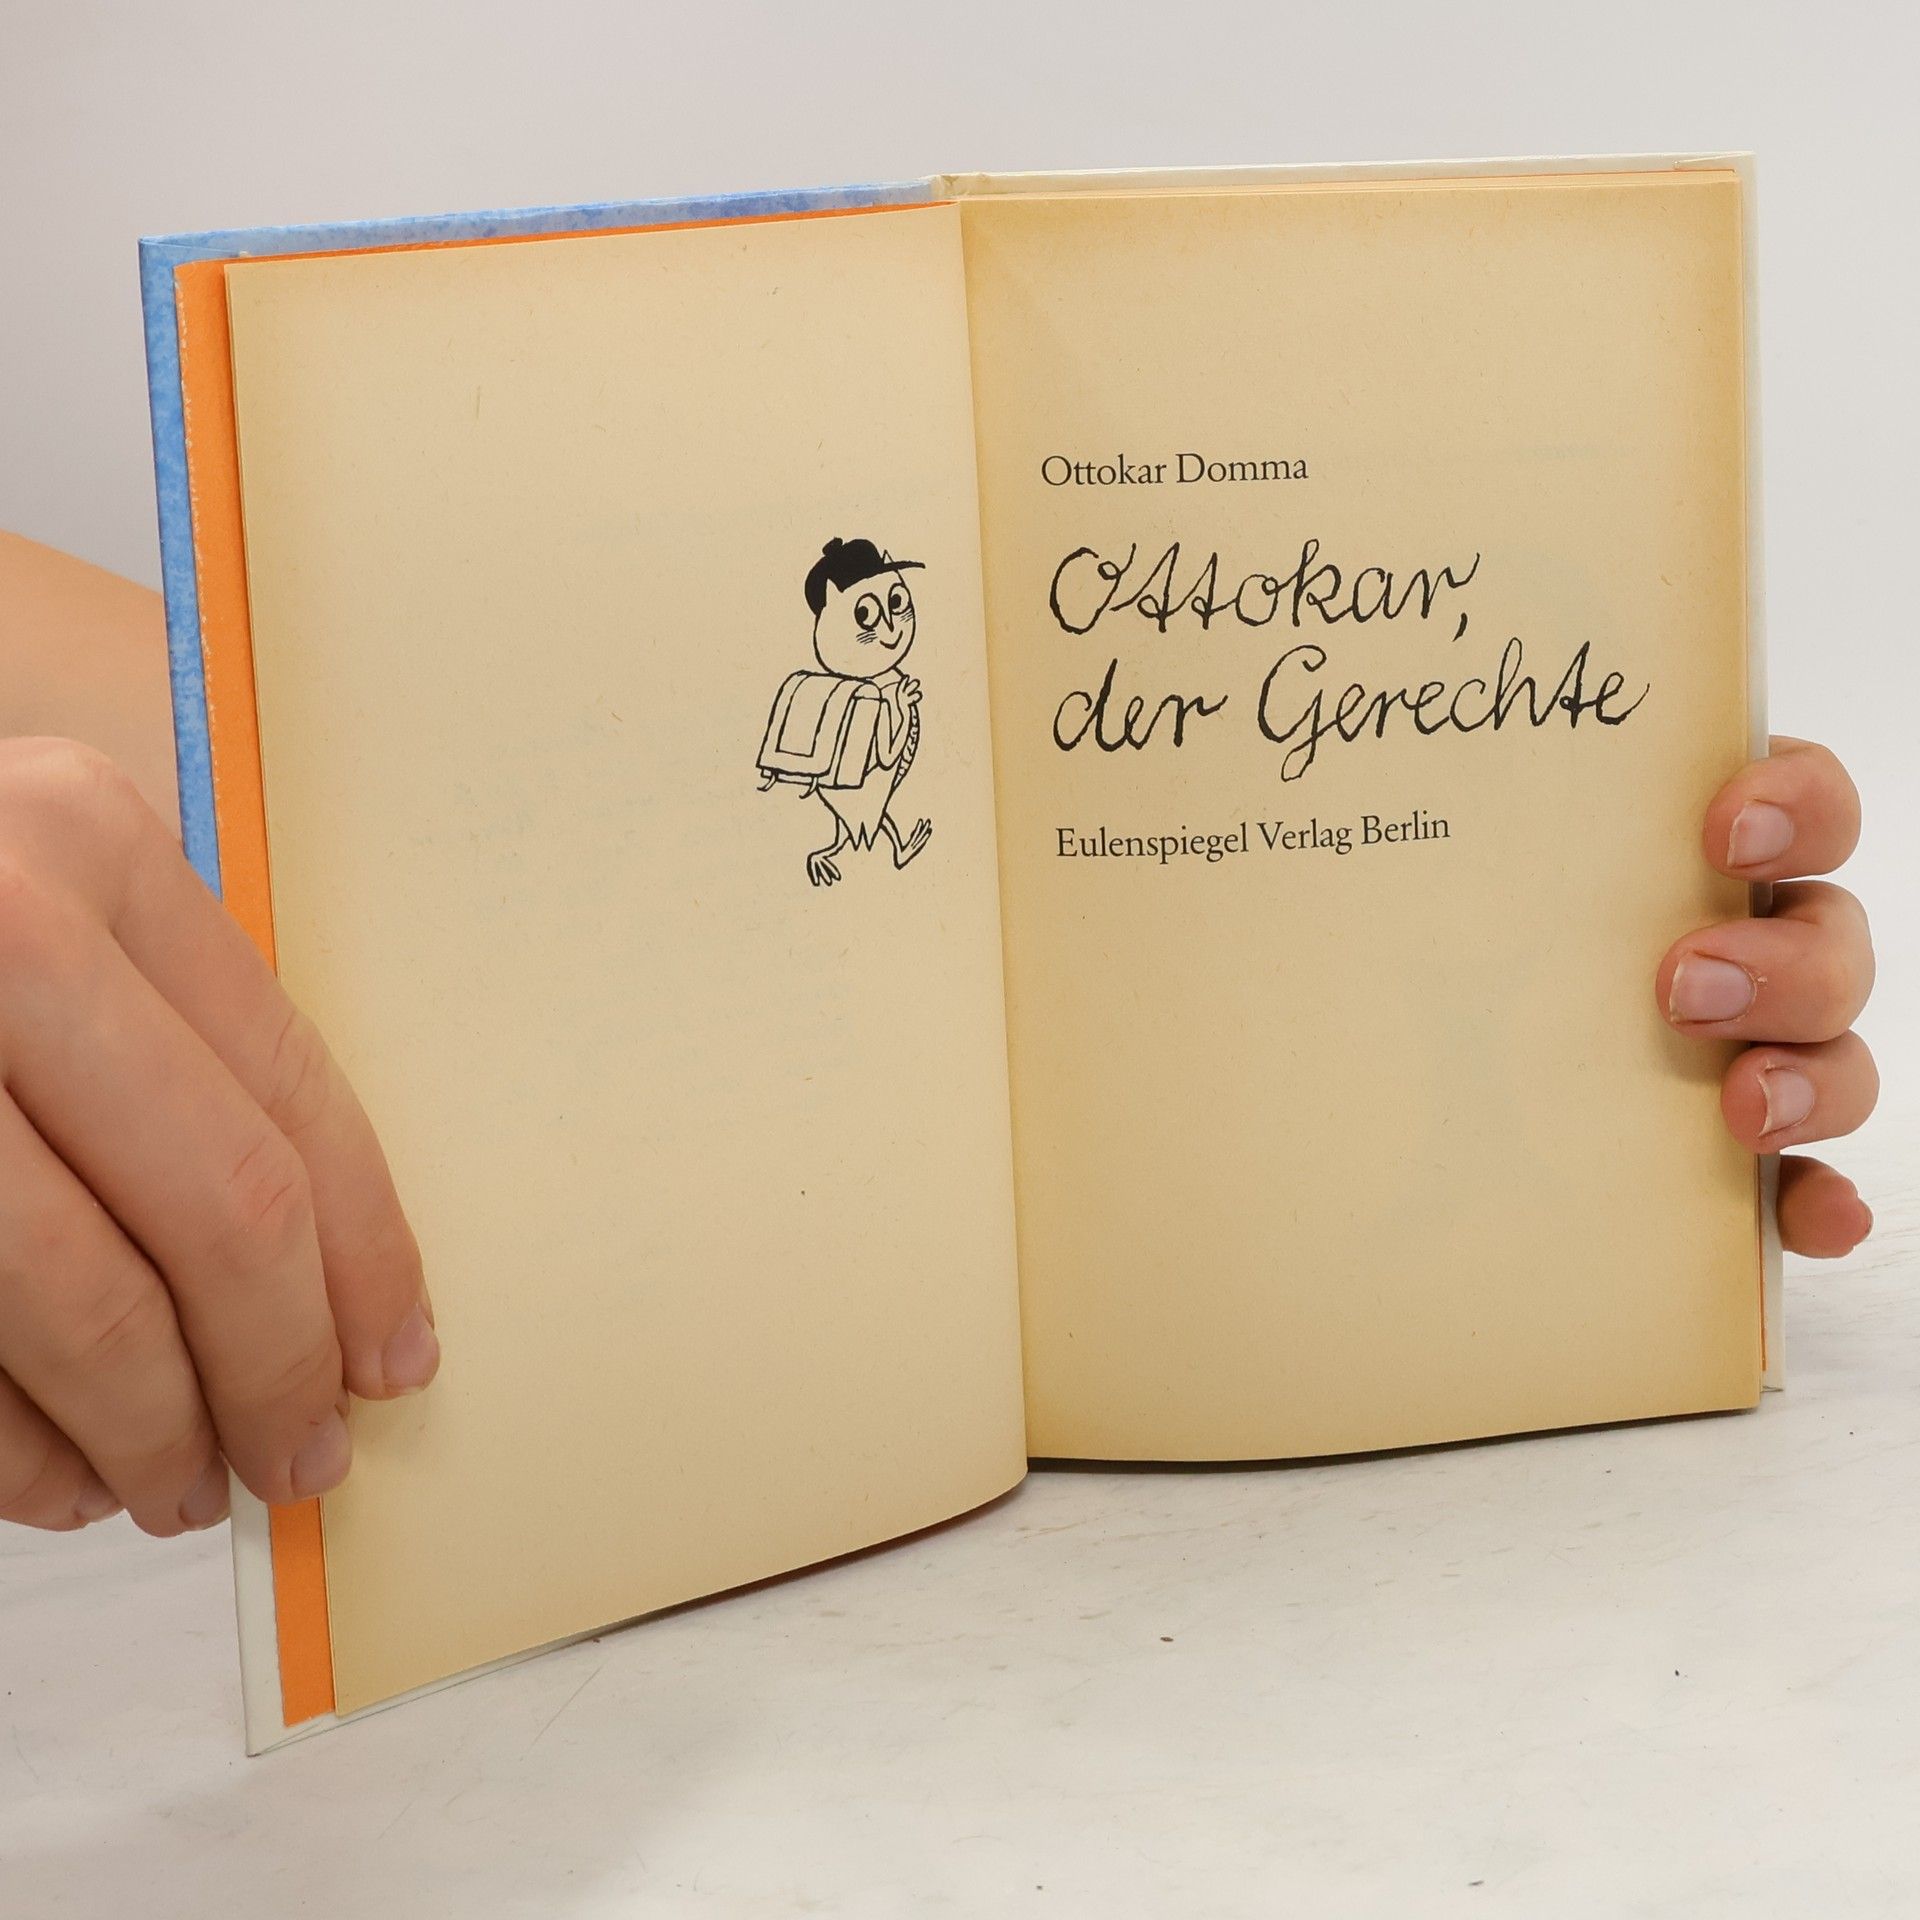 Ottokar Domma
Ottokar,
der Gerechte
Eulenspiegel Verlag Berlin